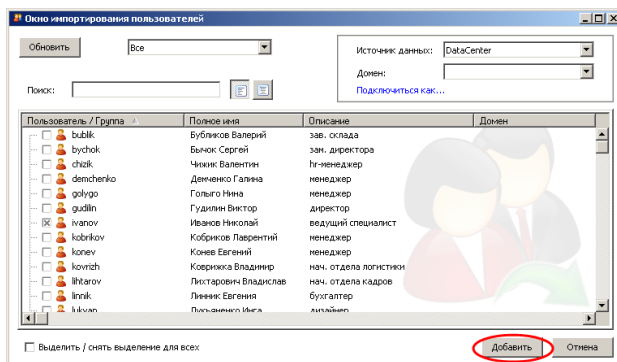 Окно импортирования пользователей
Обновить
Все
Источник данных: DataCenter
Домен:
Поиск:
Подключиться как...
Пользователь / Группа Полное имя Описание Домен
bublik Бубликов Валерий зав. склада
bychok Бычок Сергей зам. директора
chizik Чижик Валентин hr-менеджер
demchenko Демченко Галина менеджер
golygo Голыго Нина менеджер
gudilin Гудилин Виктор директор
ivanov Иванов Николай ведущий специалист
kobrikov Кобриков Лаврентий менеджер
konev Конев Евгений менеджер
kovrizh Коврижка Владимир нач. отдела логистики
lihtarov Лихтарович Владислав нач. отдела кадров
linnik Линник Евгения бухгалтер
lukyan Лукьяненко Инга дизайнер
Выделить / снять выделение для всех
Добавить
Отмена